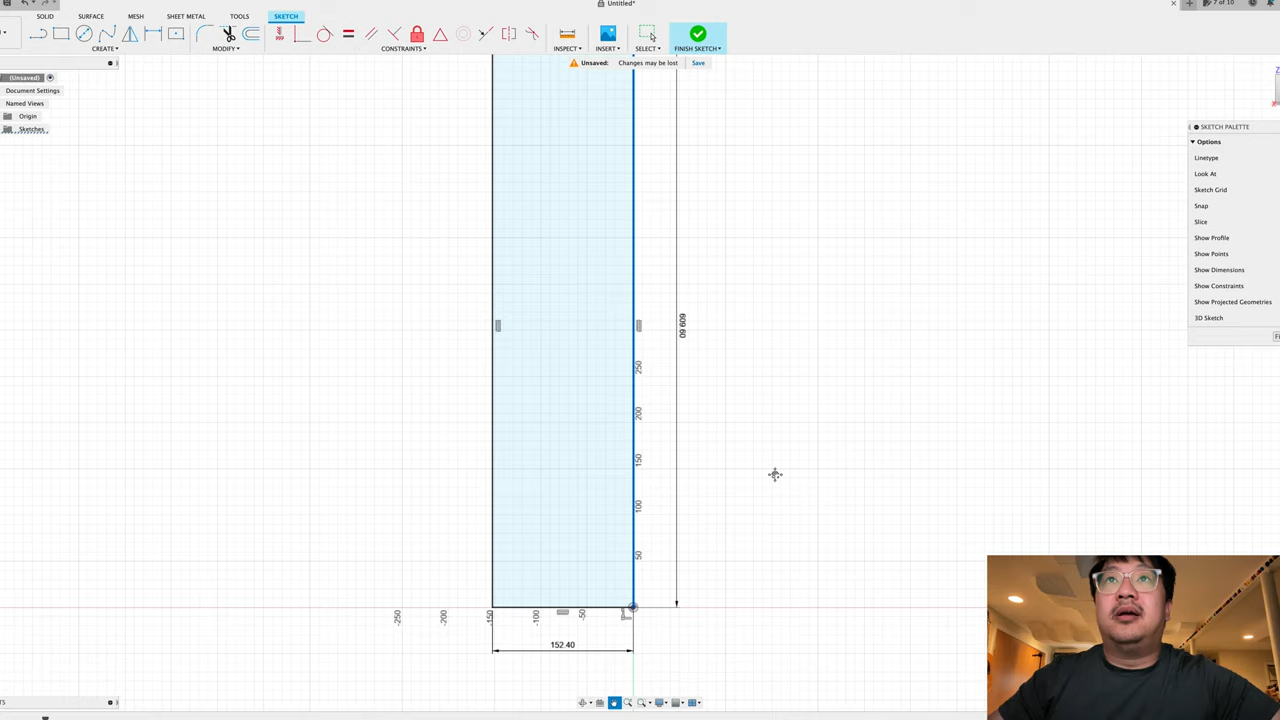 Untitled*
7 of 10
SOLID SURFACE MESH SHEET METAL TOOLS SKETCH
CREATE MODIFY CONSTRAINTS INSPECT INSERT SELECT FINISH SKETCH
Unsaved: Changes may be lost Save
(Unsaved)
Document Settings
Named Views
Origin
Sketches
SKETCH PALETTE
Options
Linetype
Look At
Sketch Grid
Snap
Slice
Show Profile
Show Points
Show Dimensions
Show Constraints
Show Projected Geometries
3D Sketch
609.60
250
200
150
100
50
-250 -200 -150 -100 -50
152.40